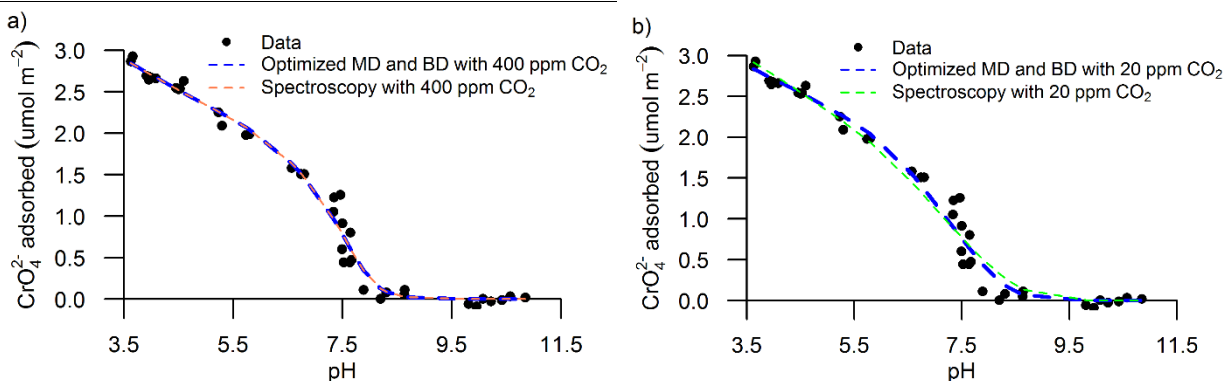 a)
CrO₄²⁻ adsorbed (umol m⁻²)
3.0
2.5
2.0
1.5
1.0
0.5
0.0
Data
Optimized MD and BD with 400 ppm CO₂
Spectroscopy with 400 ppm CO₂
3.5 5.5 7.5 9.5 11.5
pH
b)
CrO₄²⁻ adsorbed (umol m⁻²)
3.0
2.5
2.0
1.5
1.0
0.5
0.0
Data
Optimized MD and BD with 20 ppm CO₂
Spectroscopy with 20 ppm CO₂
3.5 5.5 7.5 9.5 11.5
pH